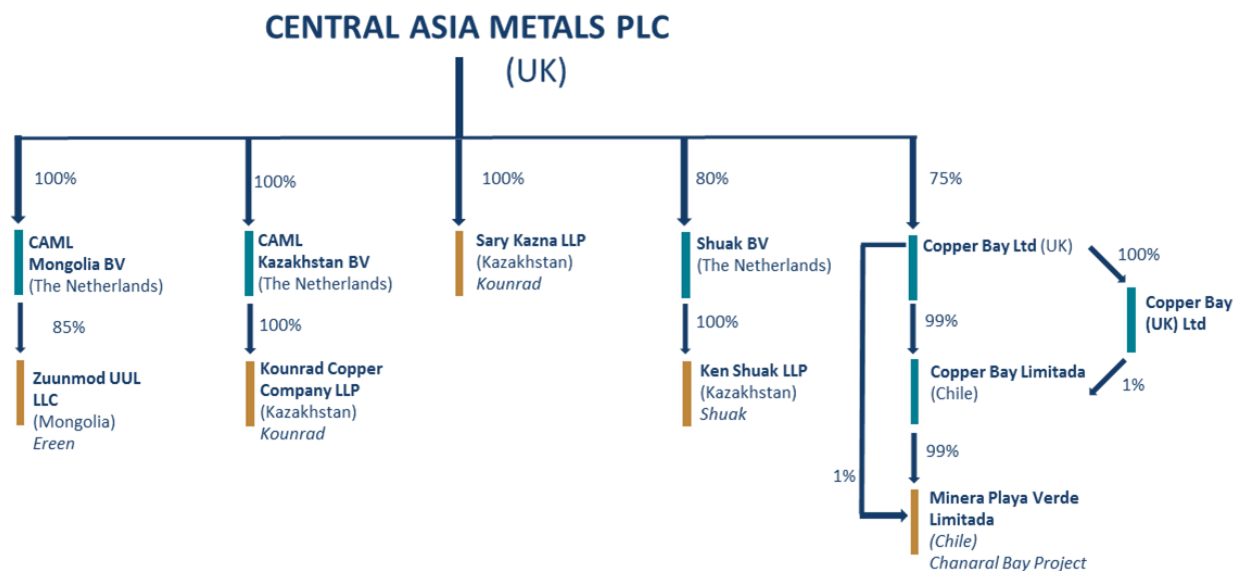 CENTRAL ASIA METALS PLC
(UK)
100%
100%
100%
80%
75%
CAML
Mongolia BV
(The Netherlands)
CAML
Kazakhstan BV
(The Netherlands)
Sary Kazna LLP
(Kazakhstan)
Kounrad
Shuak BV
(The Netherlands)
Copper Bay Ltd (UK)
100%
Copper Bay
(UK) Ltd
85%
100%
100%
99%
1%
Zuunmod UUL
LLC
(Mongolia)
Ereen
Kounrad Copper
Company LLP
(Kazakhstan)
Kounrad
Ken Shuak LLP
(Kazakhstan)
Shuak
Copper Bay Limitada
(Chile)
99%
1%
Minera Playa Verde
Limitada
(Chile)
Chanaral Bay Project